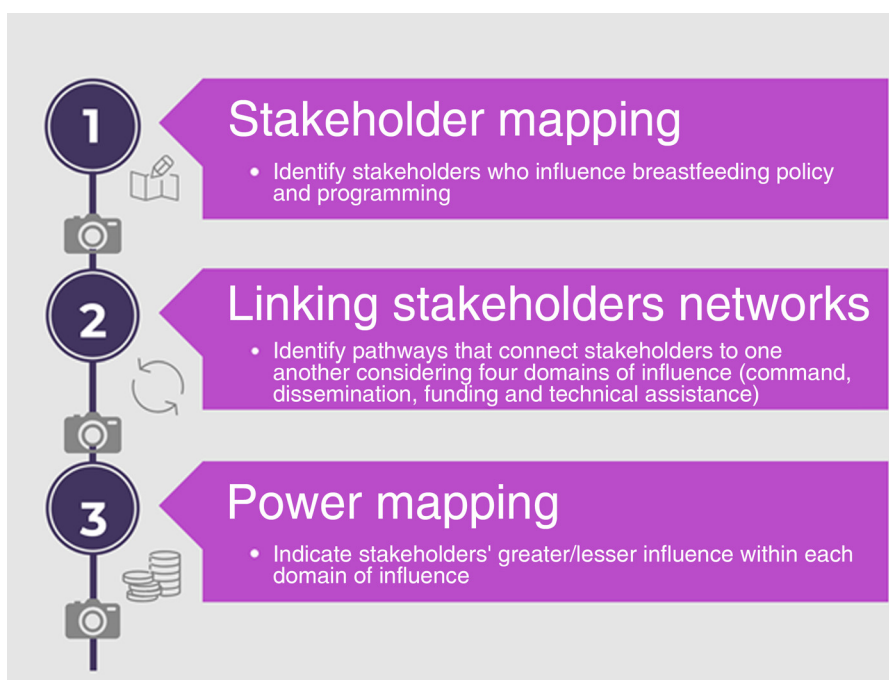 1
Stakeholder mapping
• Identify stakeholders who influence breastfeeding policy
and programming
2
Linking stakeholders networks
• Identify pathways that connect stakeholders to one
another considering four domains of influence (command,
dissemination, funding and technical assistance)
3
Power mapping
• Indicate stakeholders' greater/lesser influence within each
domain of influence